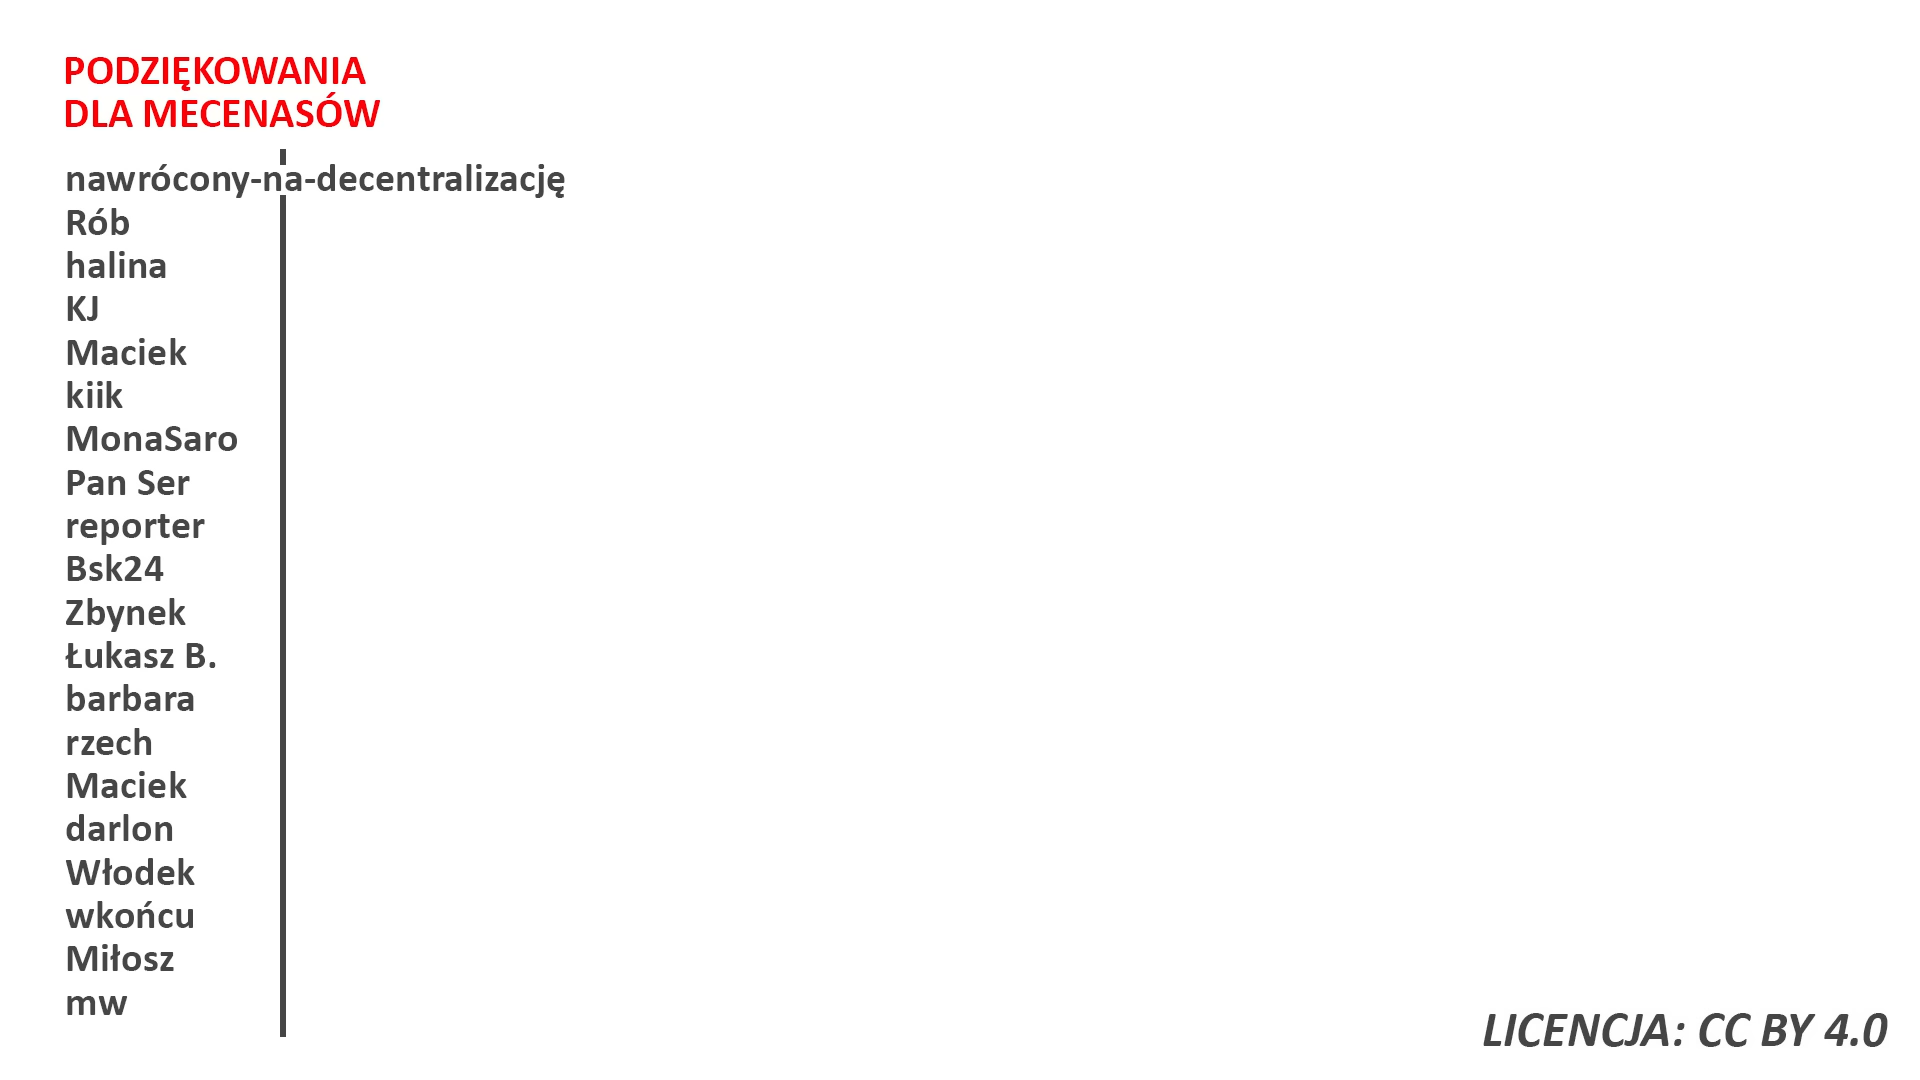 PODZIĘKOWANIA
DLA MECENASÓW
nawrócony-na-decentralizację
Rób
halina
KJ
Maciek
kiik
MonaSaro
Pan Ser
reporter
Bsk24
Zbynek
Łukasz B.
barbara
rzech
Maciek
darlon
Włodek
wkońcu
Miłosz
mw
LICENCJA: CC BY 4.0